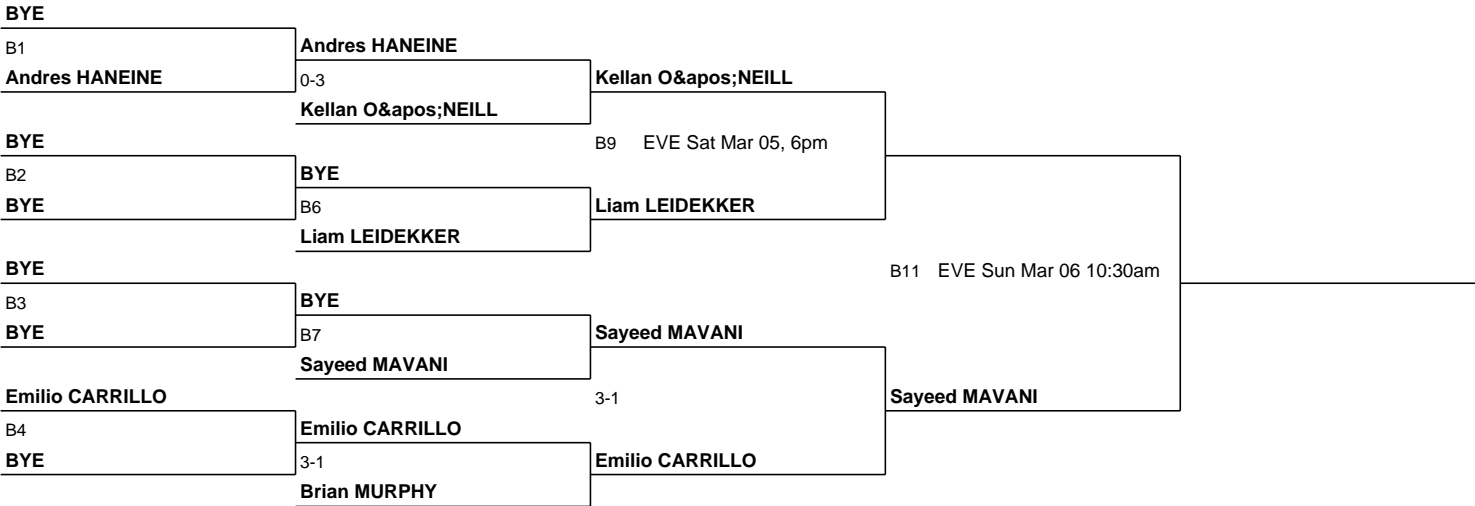 BYE
B1
Andres HANEINE
Andres HANEINE
0-3
Kellan O&apos;NEILL
Kellan O&apos;NEILL
BYE
B9 EVE Sat Mar 05, 6pm
B2
BYE
BYE
B6
Liam LEIDEKKER
Liam LEIDEKKER
BYE
B11 EVE Sun Mar 06 10:30am
B3
BYE
BYE
B7
Sayeed MAVANI
Sayeed MAVANI
Emilio CARRILLO
3-1
Sayeed MAVANI
B4
Emilio CARRILLO
BYE
3-1
Emilio CARRILLO
Brian MURPHY